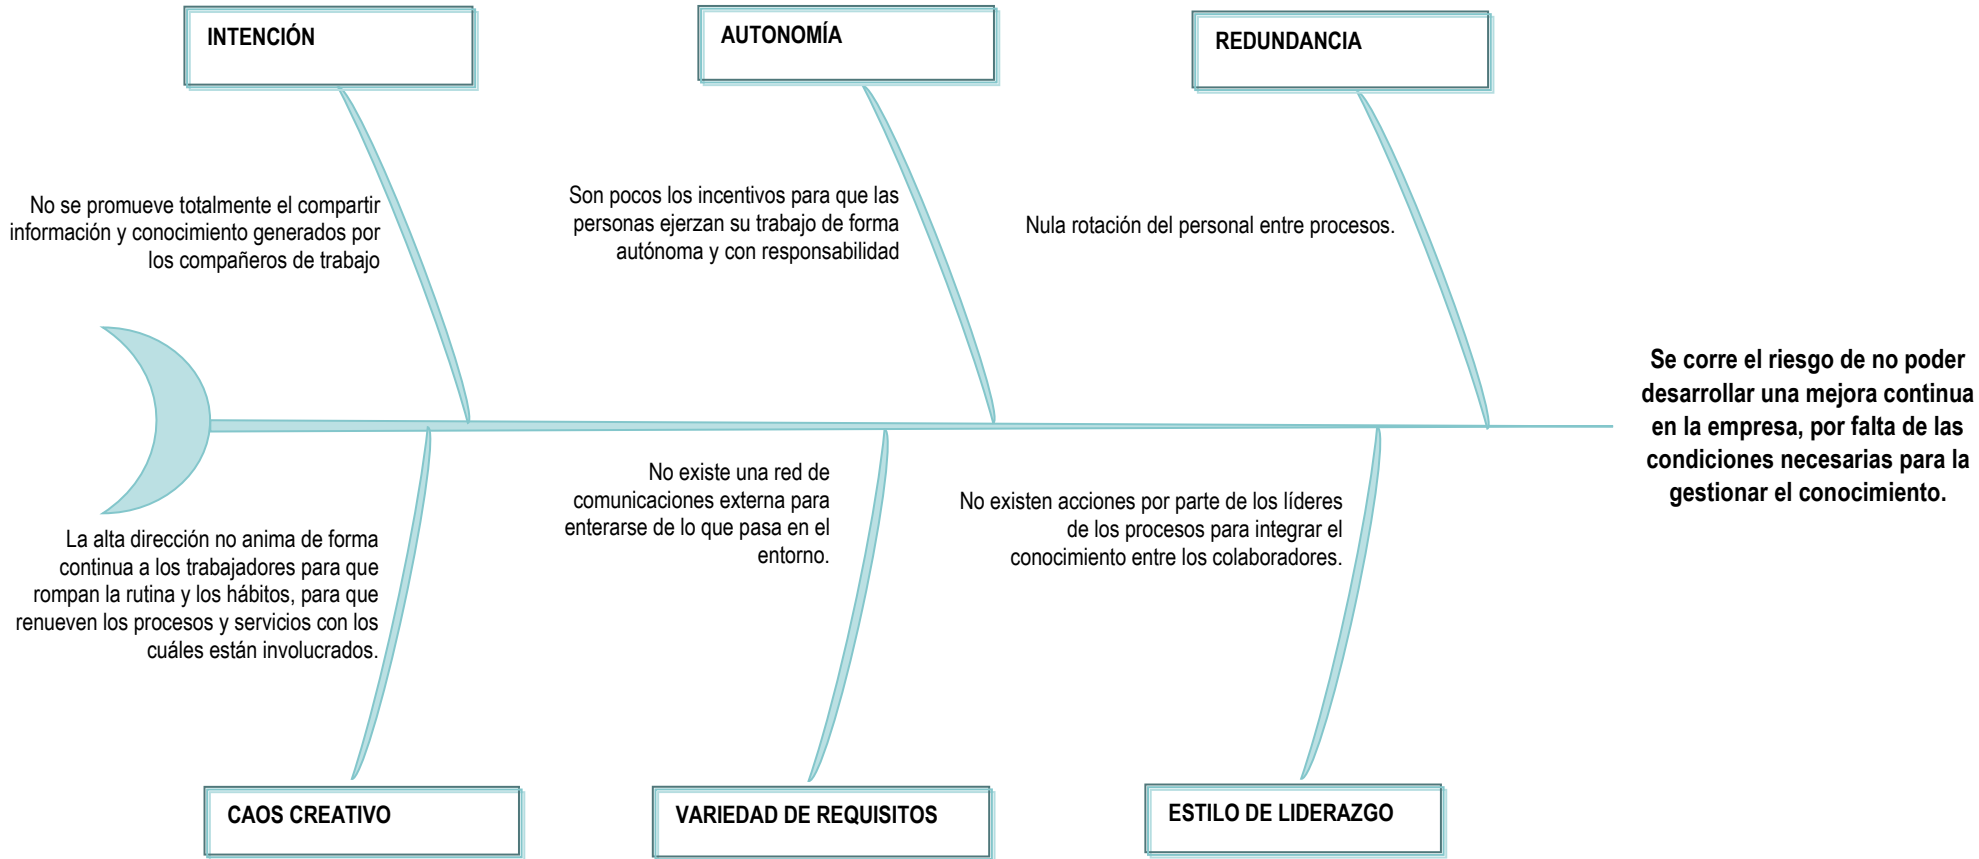 INTENCIÓN
AUTONOMÍA
REDUNDANCIA
No se promueve totalmente el compartir
información y conocimiento generados por
los compañeros de trabajo
Son pocos los incentivos para que las
personas ejerzan su trabajo de forma
autónoma y con responsabilidad
Nula rotación del personal entre procesos.
Se corre el riesgo de no poder
desarrollar una mejora continua
en la empresa, por falta de las
condiciones necesarias para la
gestionar el conocimiento.
La alta dirección no anima de forma
continua a los trabajadores para que
rompan la rutina y los hábitos, para que
renueven los procesos y servicios con los
cuáles están involucrados.
No existe una red de
comunicaciones externa para
enterarse de lo que pasa en el
entorno.
No existen acciones por parte de los líderes
de los procesos para integrar el
conocimiento entre los colaboradores.
CAOS CREATIVO
VARIEDAD DE REQUISITOS
ESTILO DE LIDERAZGO